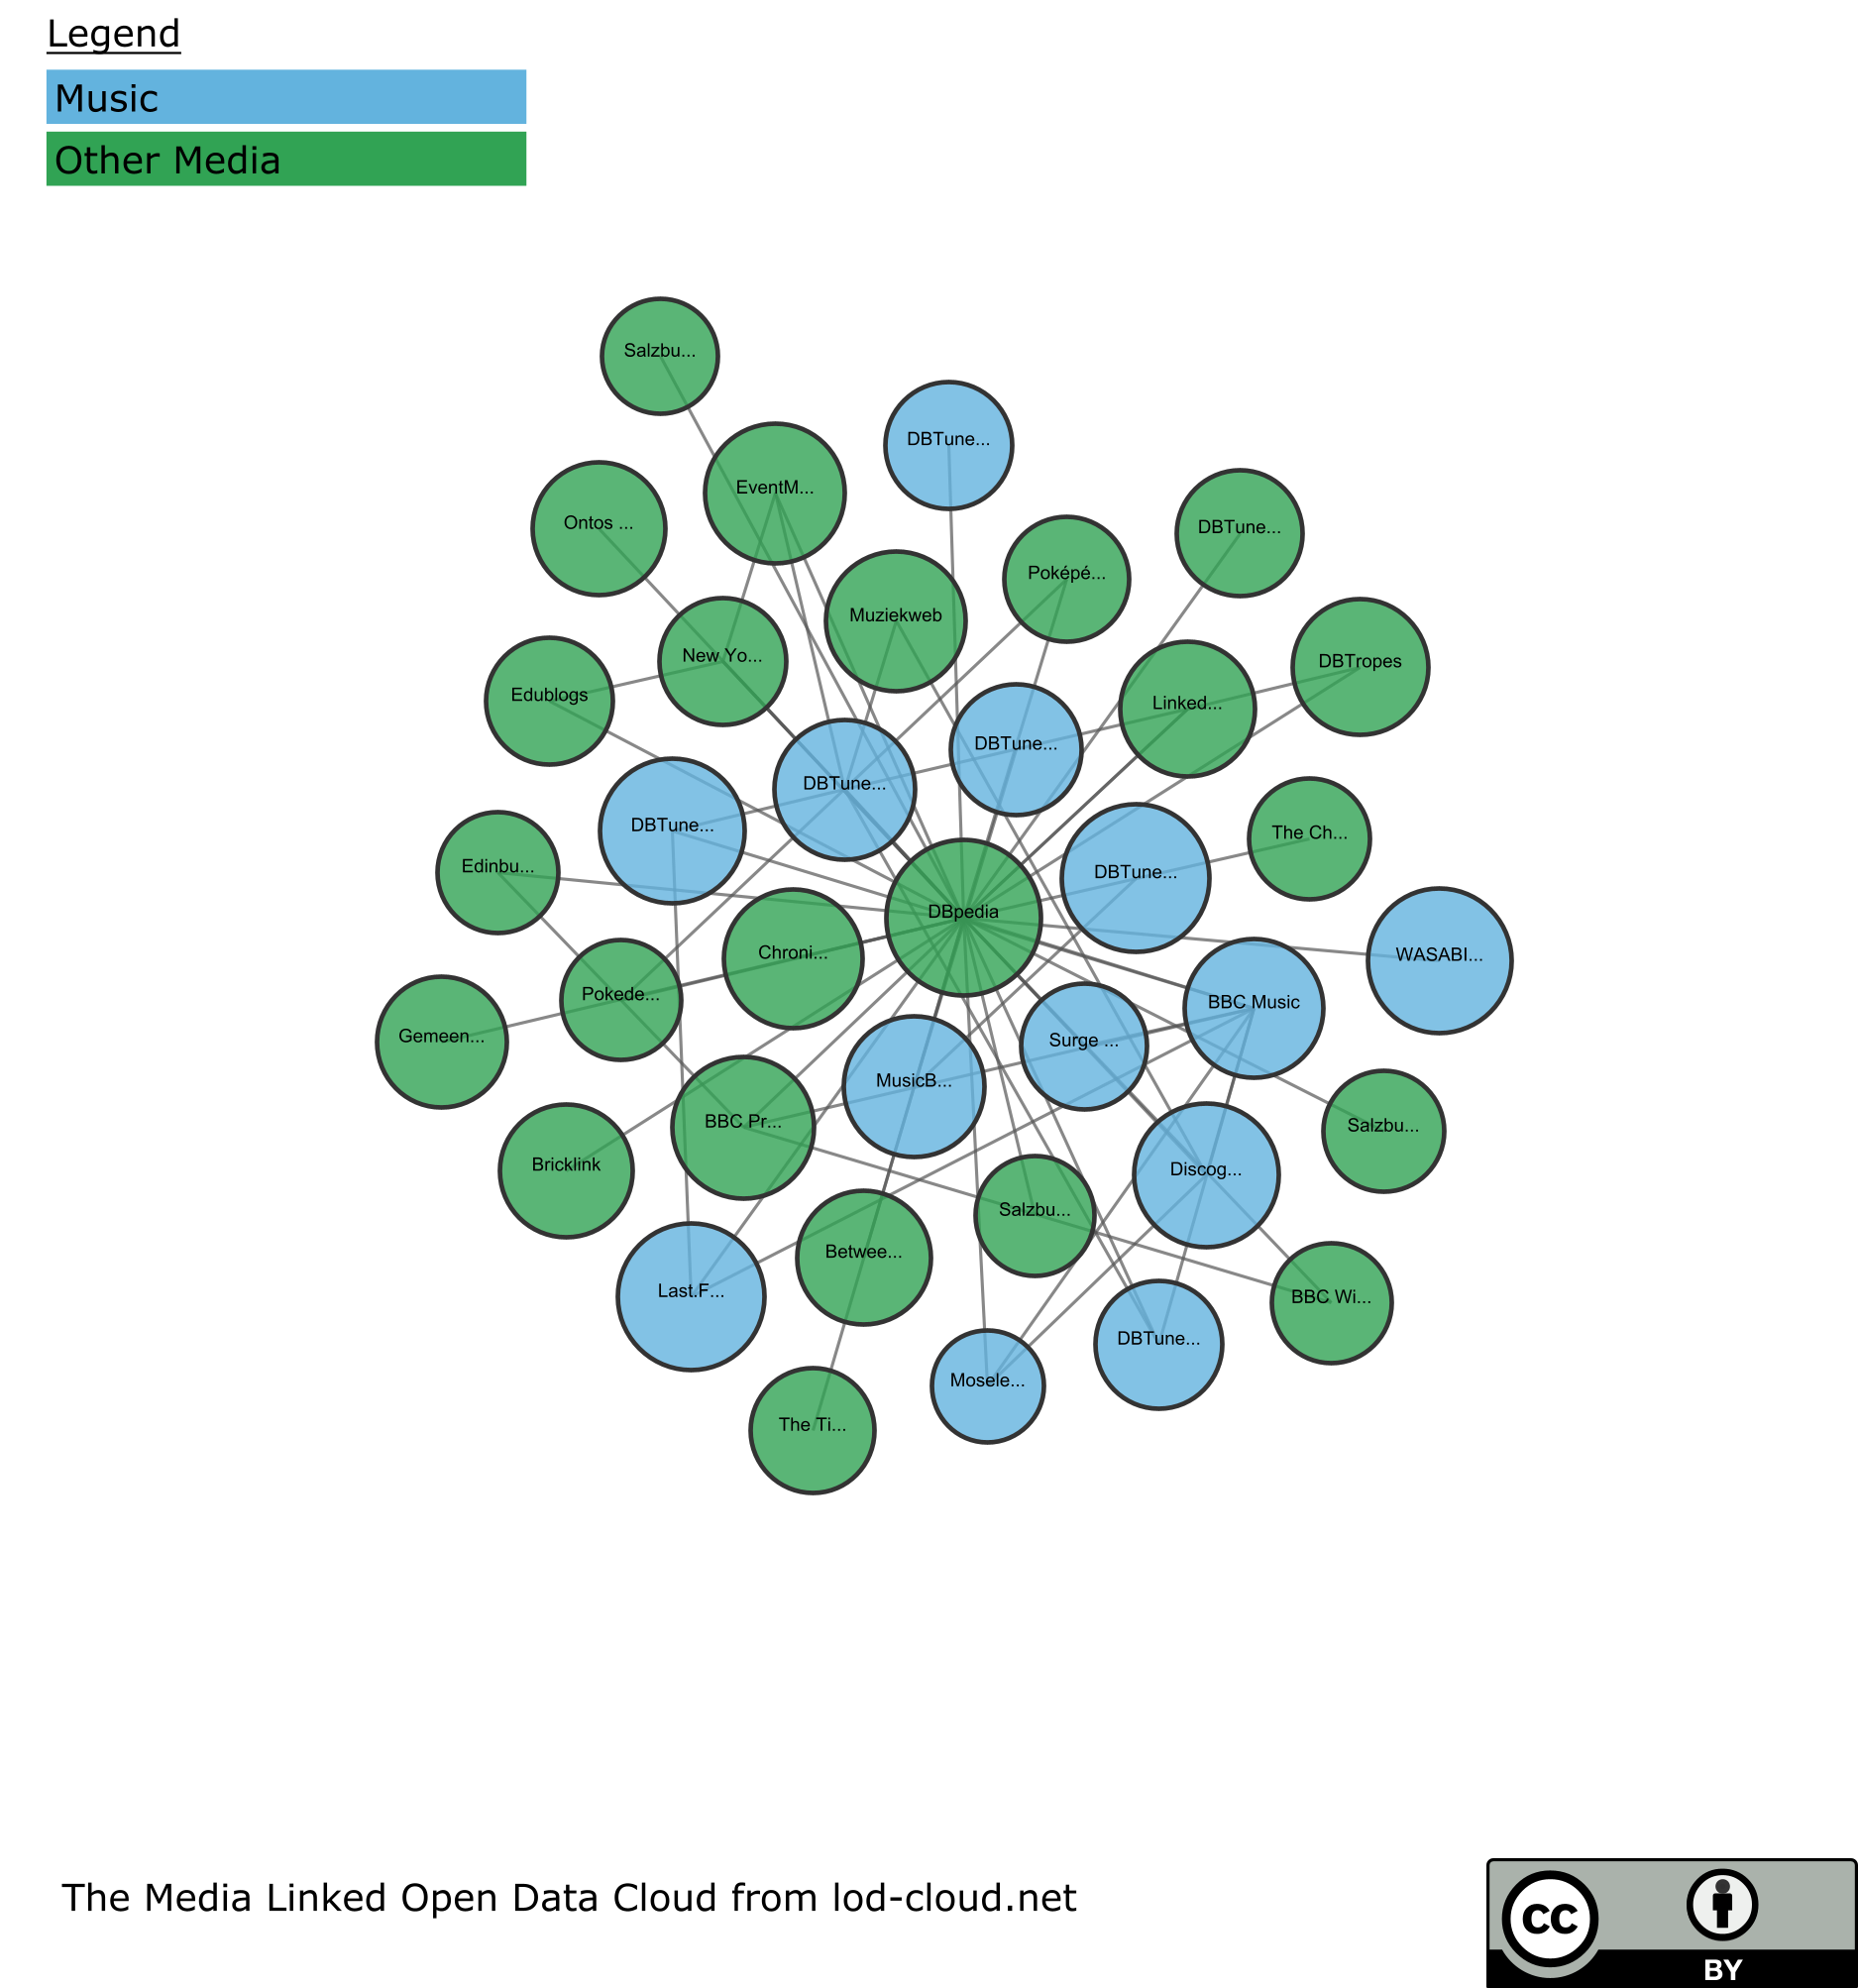 Legend
Music
Other Media
Salzbu...
DBTune...
EventM...
Ontos ...
DBTune...
Poképé...
Muziekweb
New Yo...
DBTropes
Edublogs
Linked...
DBTune...
DBTune...
DBTune...
The Ch...
Edinbu...
DBTune...
DBpedia
Chroni...
WASABI...
Pokede...
BBC Music
Gemeen...
Surge ...
MusicB...
BBC Pr...
Salzbu...
Bricklink
Discog...
Salzbu...
Betwee...
Last.F...
BBC Wi...
DBTune...
Mosele...
The Ti...
The Media Linked Open Data Cloud from lod-cloud.net
cc
BY